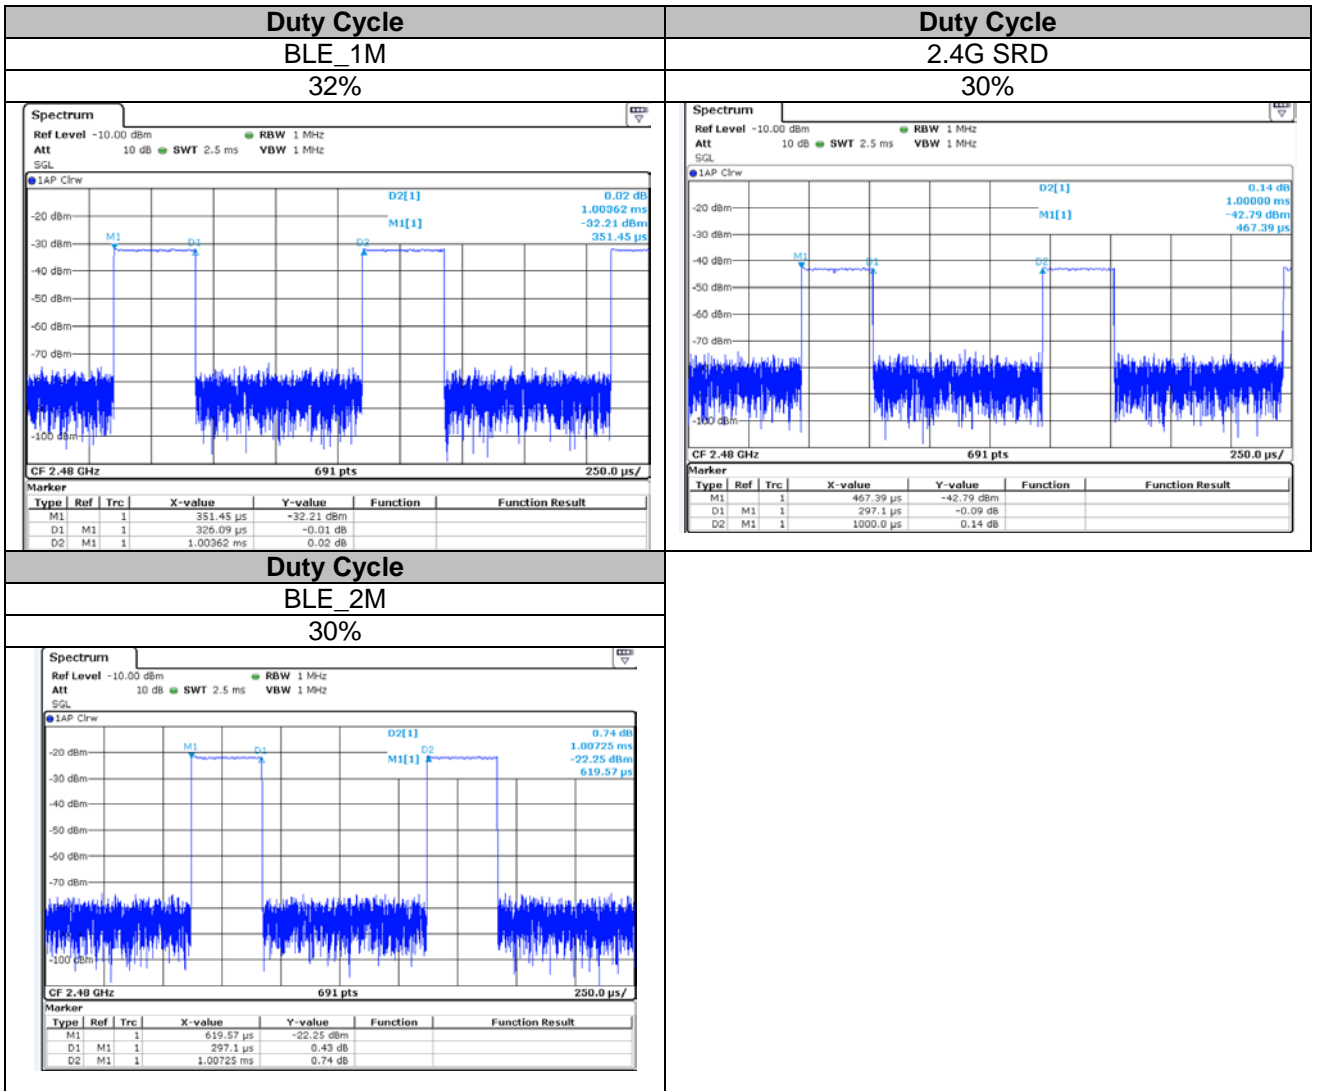 Duty Cycle
BLE_1M
32%
Spectrum
Ref Level -10.00 dBm RBW 1 MHz
Att 10 dB SWT 2.5 ms VBW 1 MHz
SGL
1AP Clrw
D2[1] 0.02 dB
1.00362 ms
M1[1] -32.21 dBm
351.45 µs
-20 dBm
-30 dBm
-40 dBm
-50 dBm
-60 dBm
-70 dBm
-100 dBm
M1 D1 D2
CF 2.48 GHz 691 pts 250.0 µs/
Marker
Type Ref Trc X-value Y-value Function Function Result
M1 1 351.45 µs -32.21 dBm
D1 M1 1 326.09 µs -0.01 dB
D2 M1 1 1.00362 ms 0.02 dB
Duty Cycle
2.4G SRD
30%
Spectrum
Ref Level -10.00 dBm RBW 1 MHz
Att 10 dB SWT 2.5 ms VBW 1 MHz
SGL
1AP Clrw
D2[1] 0.14 dB
1.00000 ms
M1[1] -42.79 dBm
467.39 µs
-20 dBm
-30 dBm
-40 dBm
-50 dBm
-60 dBm
-70 dBm
-100 dBm
M1 D1 D2
CF 2.48 GHz 691 pts 250.0 µs/
Marker
Type Ref Trc X-value Y-value Function Function Result
M1 1 467.39 µs -42.79 dBm
D1 M1 1 297.1 µs -0.09 dB
D2 M1 1 1000.0 µs 0.14 dB
Duty Cycle
BLE_2M
30%
Spectrum
Ref Level -10.00 dBm RBW 1 MHz
Att 10 dB SWT 2.5 ms VBW 1 MHz
SGL
1AP Clrw
D2[1] 0.74 dB
1.00725 ms
M1[1] -22.25 dBm
619.57 µs
-20 dBm
-30 dBm
-40 dBm
-50 dBm
-60 dBm
-70 dBm
-100 dBm
M1 D1 D2
CF 2.48 GHz 691 pts 250.0 µs/
Marker
Type Ref Trc X-value Y-value Function Function Result
M1 1 619.57 µs -22.25 dBm
D1 M1 1 297.1 µs 0.43 dB
D2 M1 1 1.00725 ms 0.74 dB